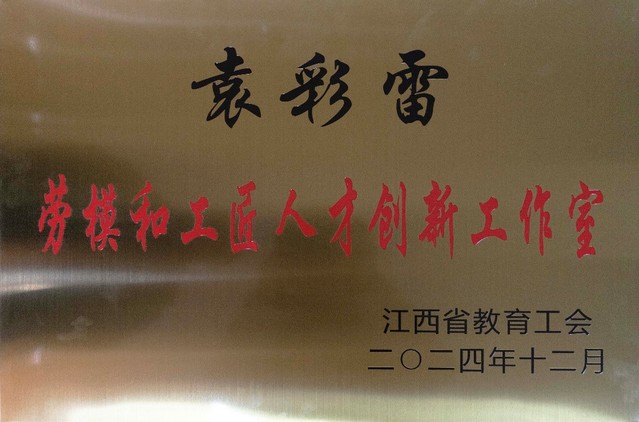 袁彩雷
劳模和工匠人才创新工作室
江西省教育工会
二〇二四年十二月